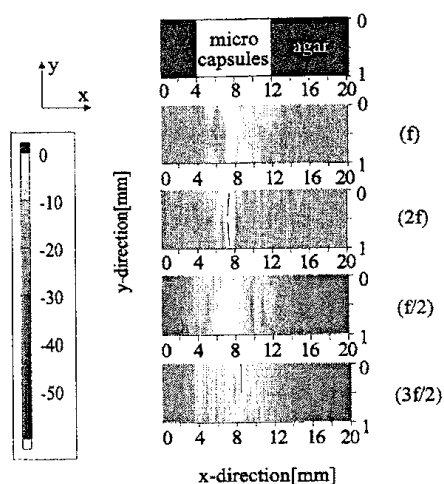 micro
capsules
agar
0
1
0 4 8 12 16 20
y
x
0
-10
-20
-30
-40
-50
y-direction[mm]
0
1
0 4 8 12 16 20
(f)
0
1
0 4 8 12 16 20
(2f)
0
1
0 4 8 12 16 20
(f/2)
0
1
0 4 8 12 16 20
(3f/2)
x-direction[mm]